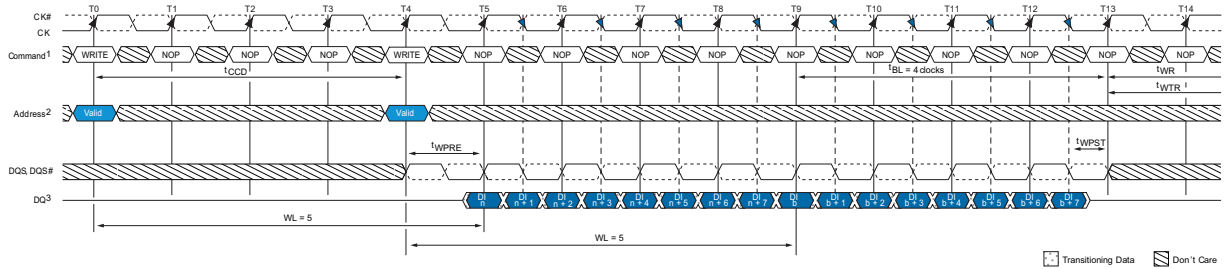 T0 T1 T2 T3 T4 T5 T6 T7 T8 T9 T10 T11 T12 T13 T14
CK#
CK
Command1 WRITE NOP NOP NOP WRITE NOP NOP NOP NOP NOP NOP NOP NOP NOP NOP
tCCD tBL = 4 clocks tWR
tWTR
Address2 Valid Valid
tWPRE tWPST
DQS, DQS#
DQ3 DI n DI n + 1 DI n + 2 DI n + 3 DI n + 4 DI n + 5 DI n + 6 DI n + 7 DI b DI b + 1 DI b + 2 DI b + 3 DI b + 4 DI b + 5 DI b + 6 DI b + 7
WL = 5
WL = 5
Transitioning Data Don't Care